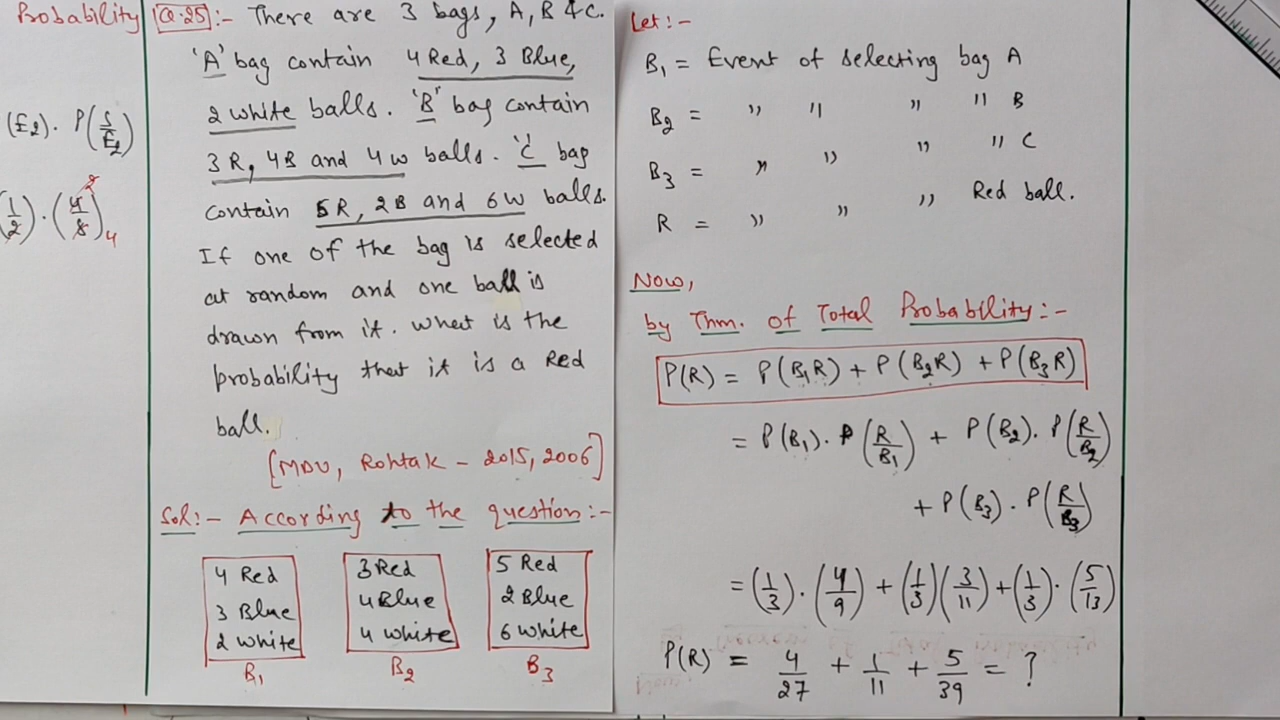 Probability
(E2). P(S/E2)
(1/2). (4/8) 2 4
Q.25 :- There are 3 bags, A, B & C.
'A' bag contain 4 Red, 3 Blue,
2 white balls. 'B' bag contain
3 R, 4B and 4w balls. 'C' bag
contain 5R, 2B and 6W balls.
If one of the bag is selected
at random and one ball is
drawn from it. What is the
probability that it is a Red
ball.
[MDU, Rohtak - 2015, 2006]
Sol:- According to the question:-
4 Red
3 Blue
2 White
B1
3 Red
4 Blue
4 White
B2
5 Red
2 Blue
6 White
B3
Let:-
B1 = Event of selecting bag A
B2 = " " " " B
B3 = " " " " C
R = " " " Red ball.
Now,
by Thm. of Total Probability:-
P(R) = P(B1R) + P(B2R) + P(B3R)
= P(B1). P(R/B1) + P(B2). P(R/B2)
+ P(B3). P(R/B3)
= (1/3). (4/9) + (1/3)(3/11) + (1/3). (5/13)
P(R) = 4/27 + 1/11 + 5/39 = ?